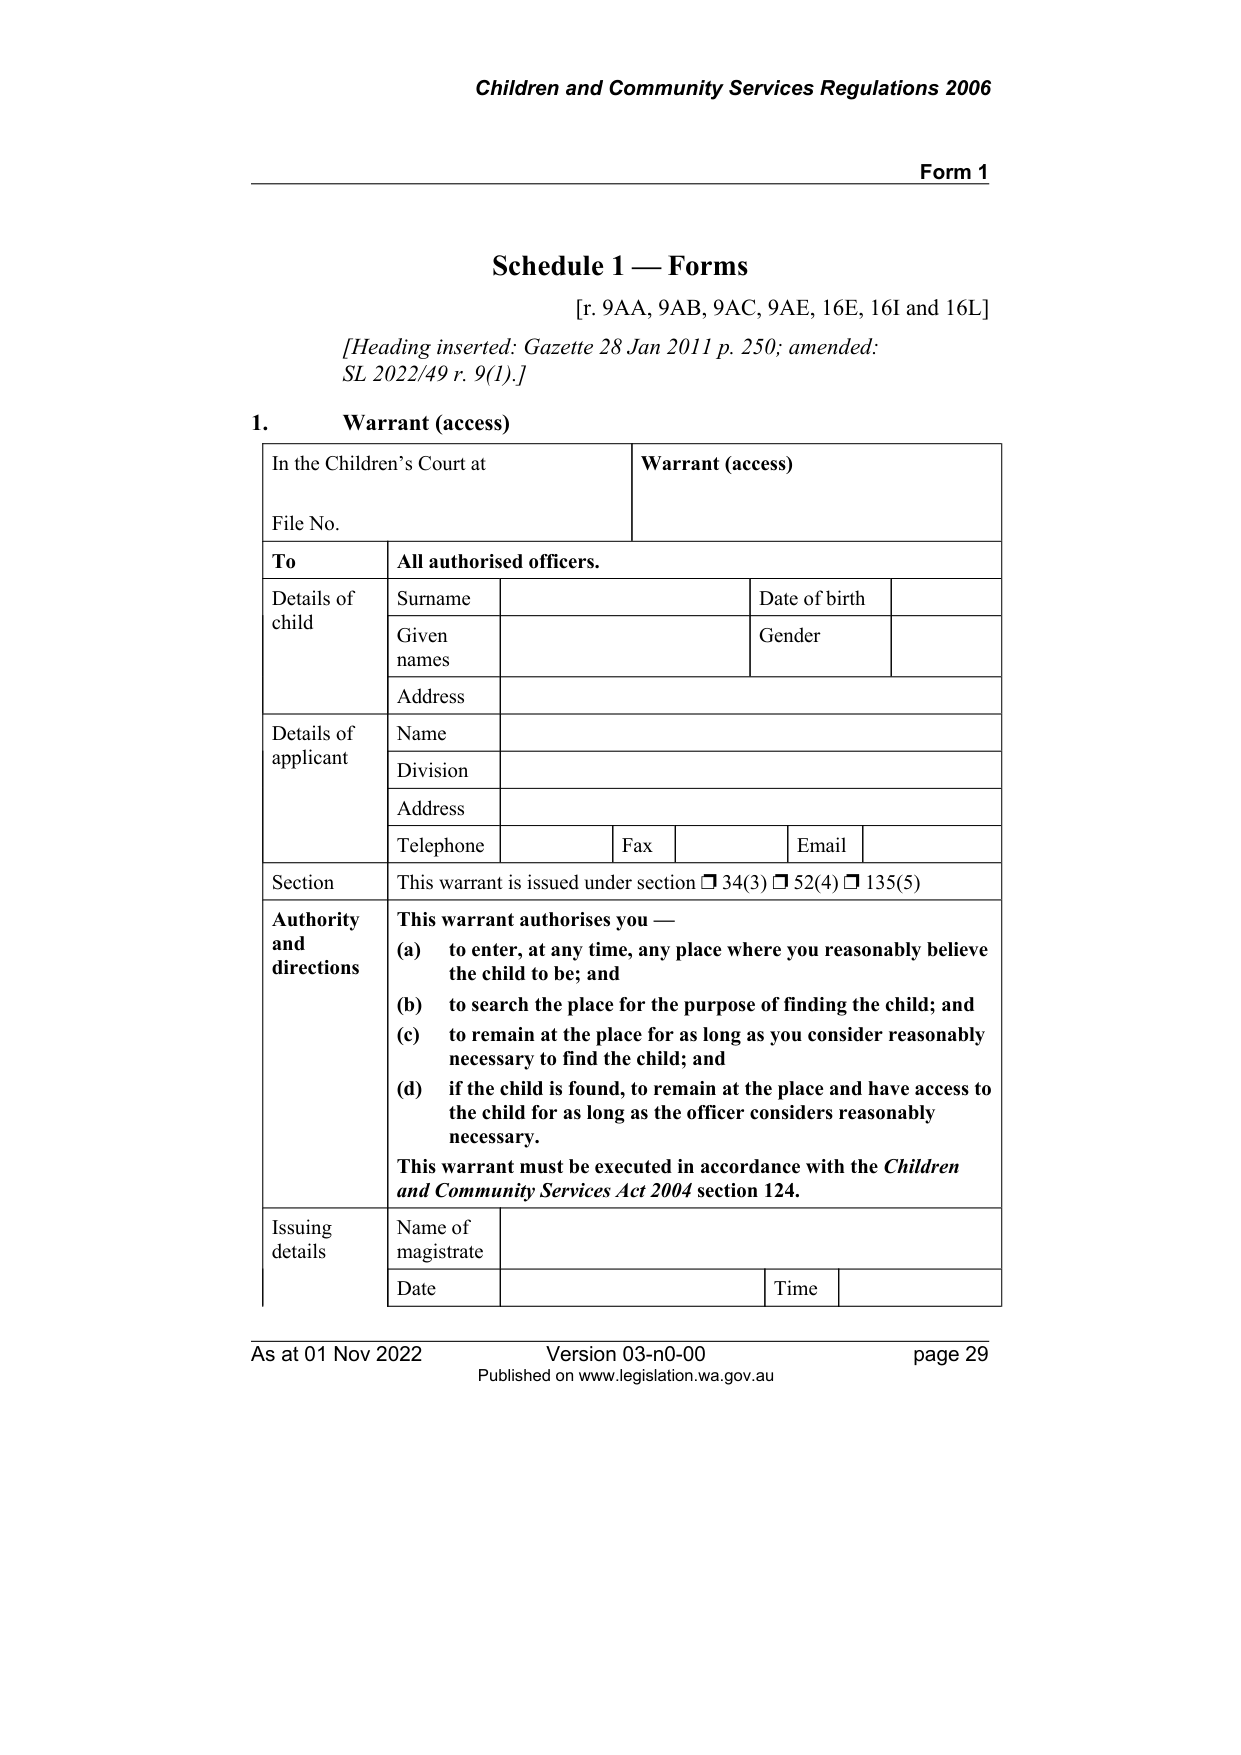 Children and Community Services Regulations 2006
Form 1
Schedule 1 — Forms
[r. 9AA, 9AB, 9AC, 9AE, 16E, 16I and 16L]
[Heading inserted: Gazette 28 Jan 2011 p. 250; amended:
SL 2022/49 r. 9(1).]
1. Warrant (access)
In the Children’s Court at
Warrant (access)
File No.
To
All authorised officers.
Details of
child
Surname
Date of birth
Given
names
Gender
Address
Details of
applicant
Name
Division
Address
Telephone
Fax
Email
Section
This warrant is issued under section ❐ 34(3) ❐ 52(4) ❐ 135(5)
Authority
and
directions
This warrant authorises you —
(a) to enter, at any time, any place where you reasonably believe
the child to be; and
(b) to search the place for the purpose of finding the child; and
(c) to remain at the place for as long as you consider reasonably
necessary to find the child; and
(d) if the child is found, to remain at the place and have access to
the child for as long as the officer considers reasonably
necessary.
This warrant must be executed in accordance with the Children
and Community Services Act 2004 section 124.
Issuing
details
Name of
magistrate
Date
Time
As at 01 Nov 2022 Version 03-n0-00 page 29
Published on www.legislation.wa.gov.au